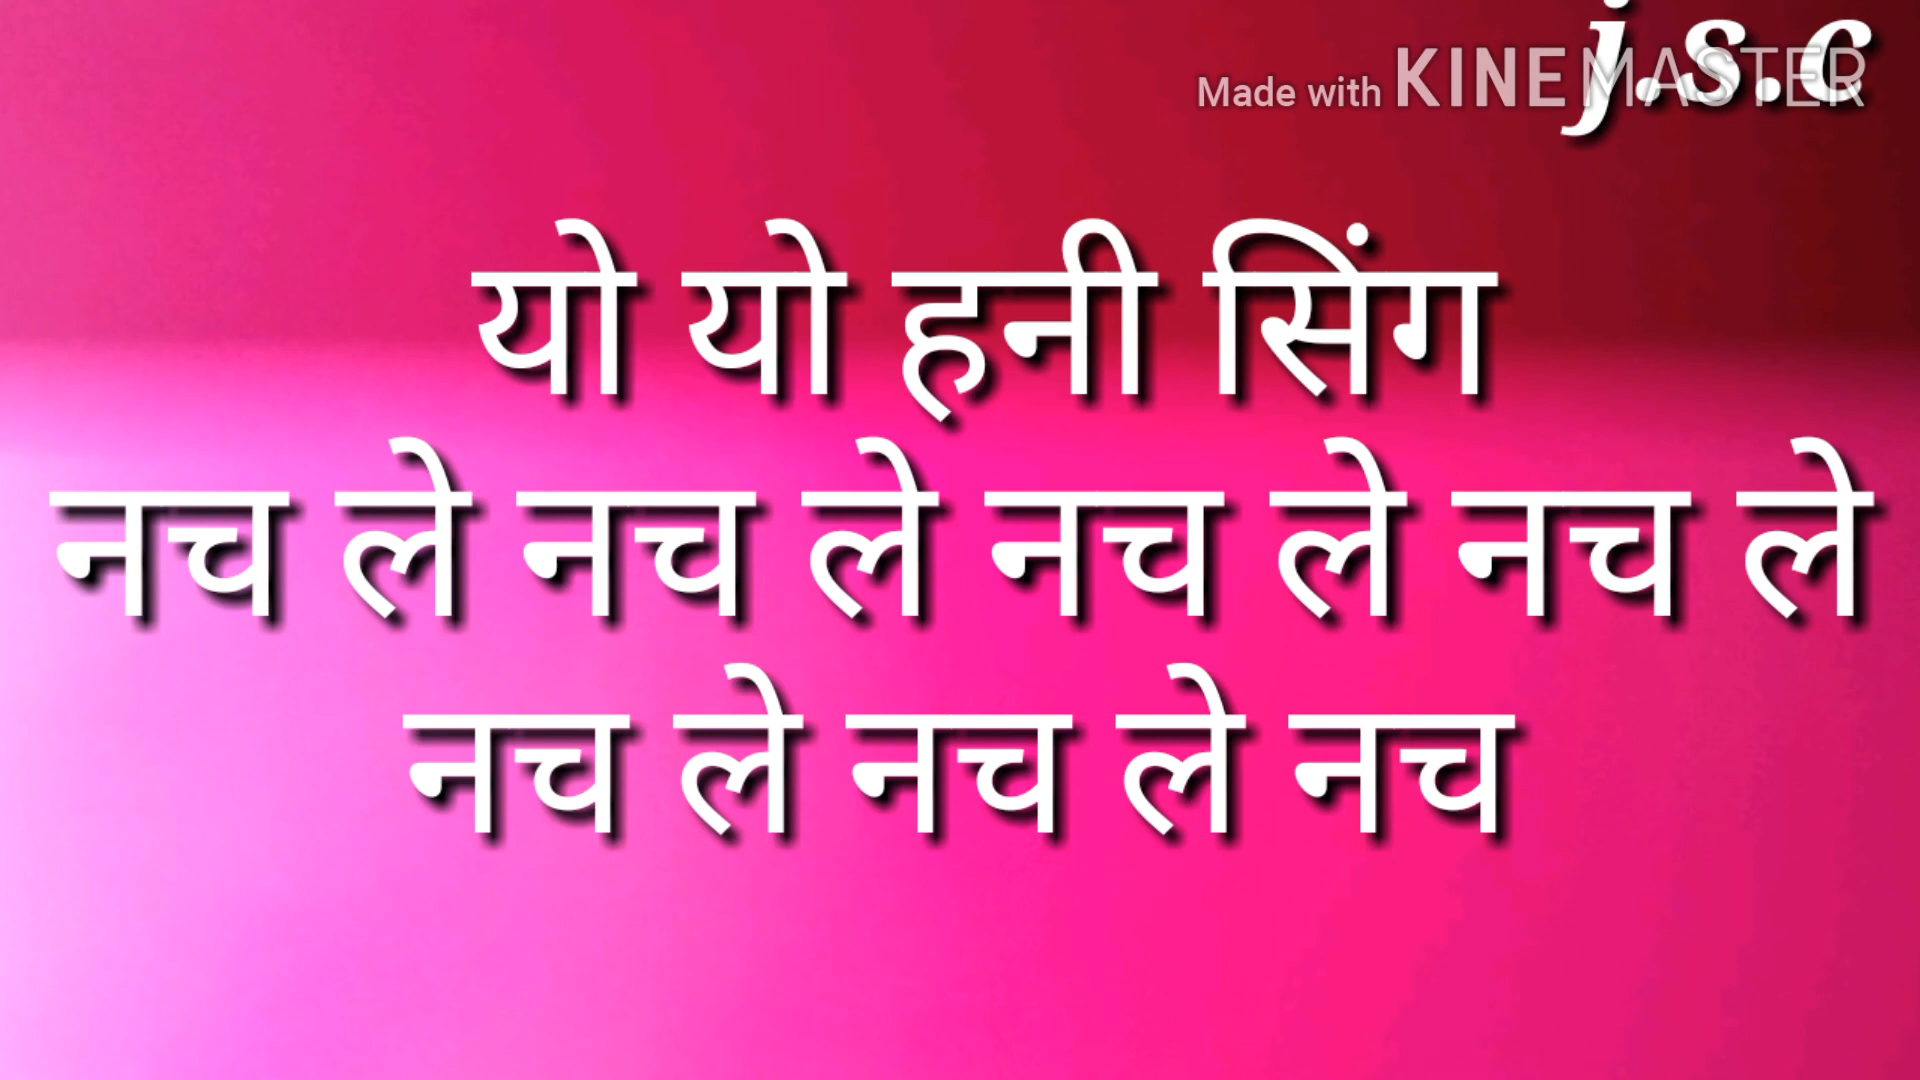 j.s.c
Made with KINEMASTER
यो यो हनी सिंग
नच ले नच ले नच ले नच ले
नच ले नच ले नच